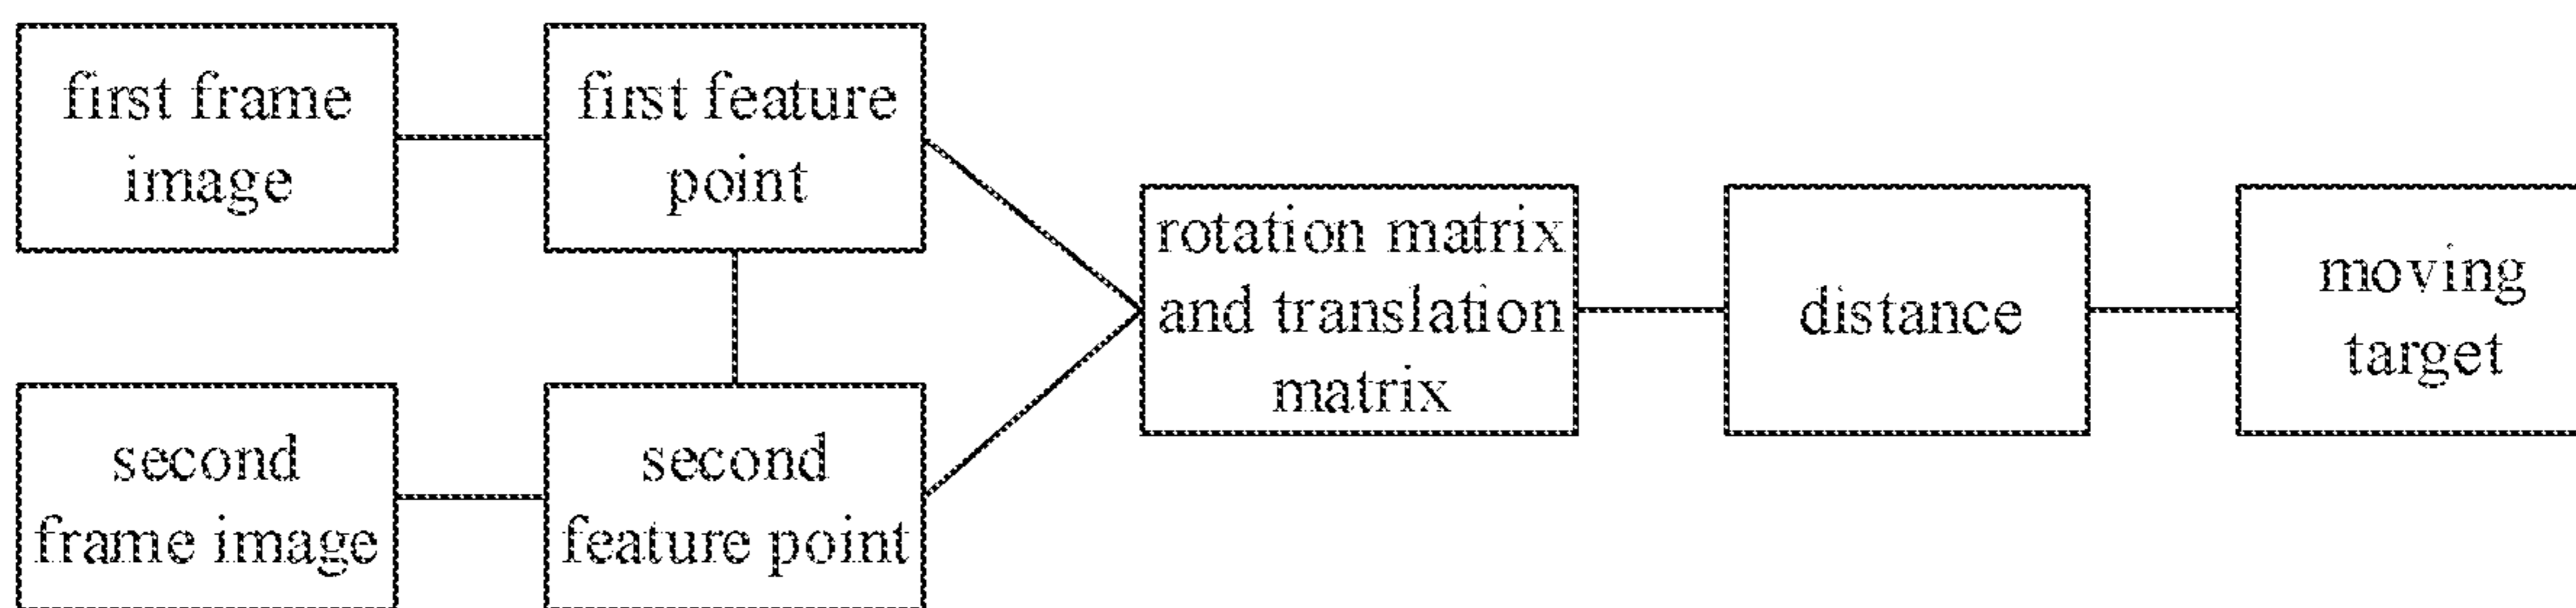 first frame
image
first feature
point
second
frame image
second
feature point
rotation matrix
and translation
matrix
distance
moving
target